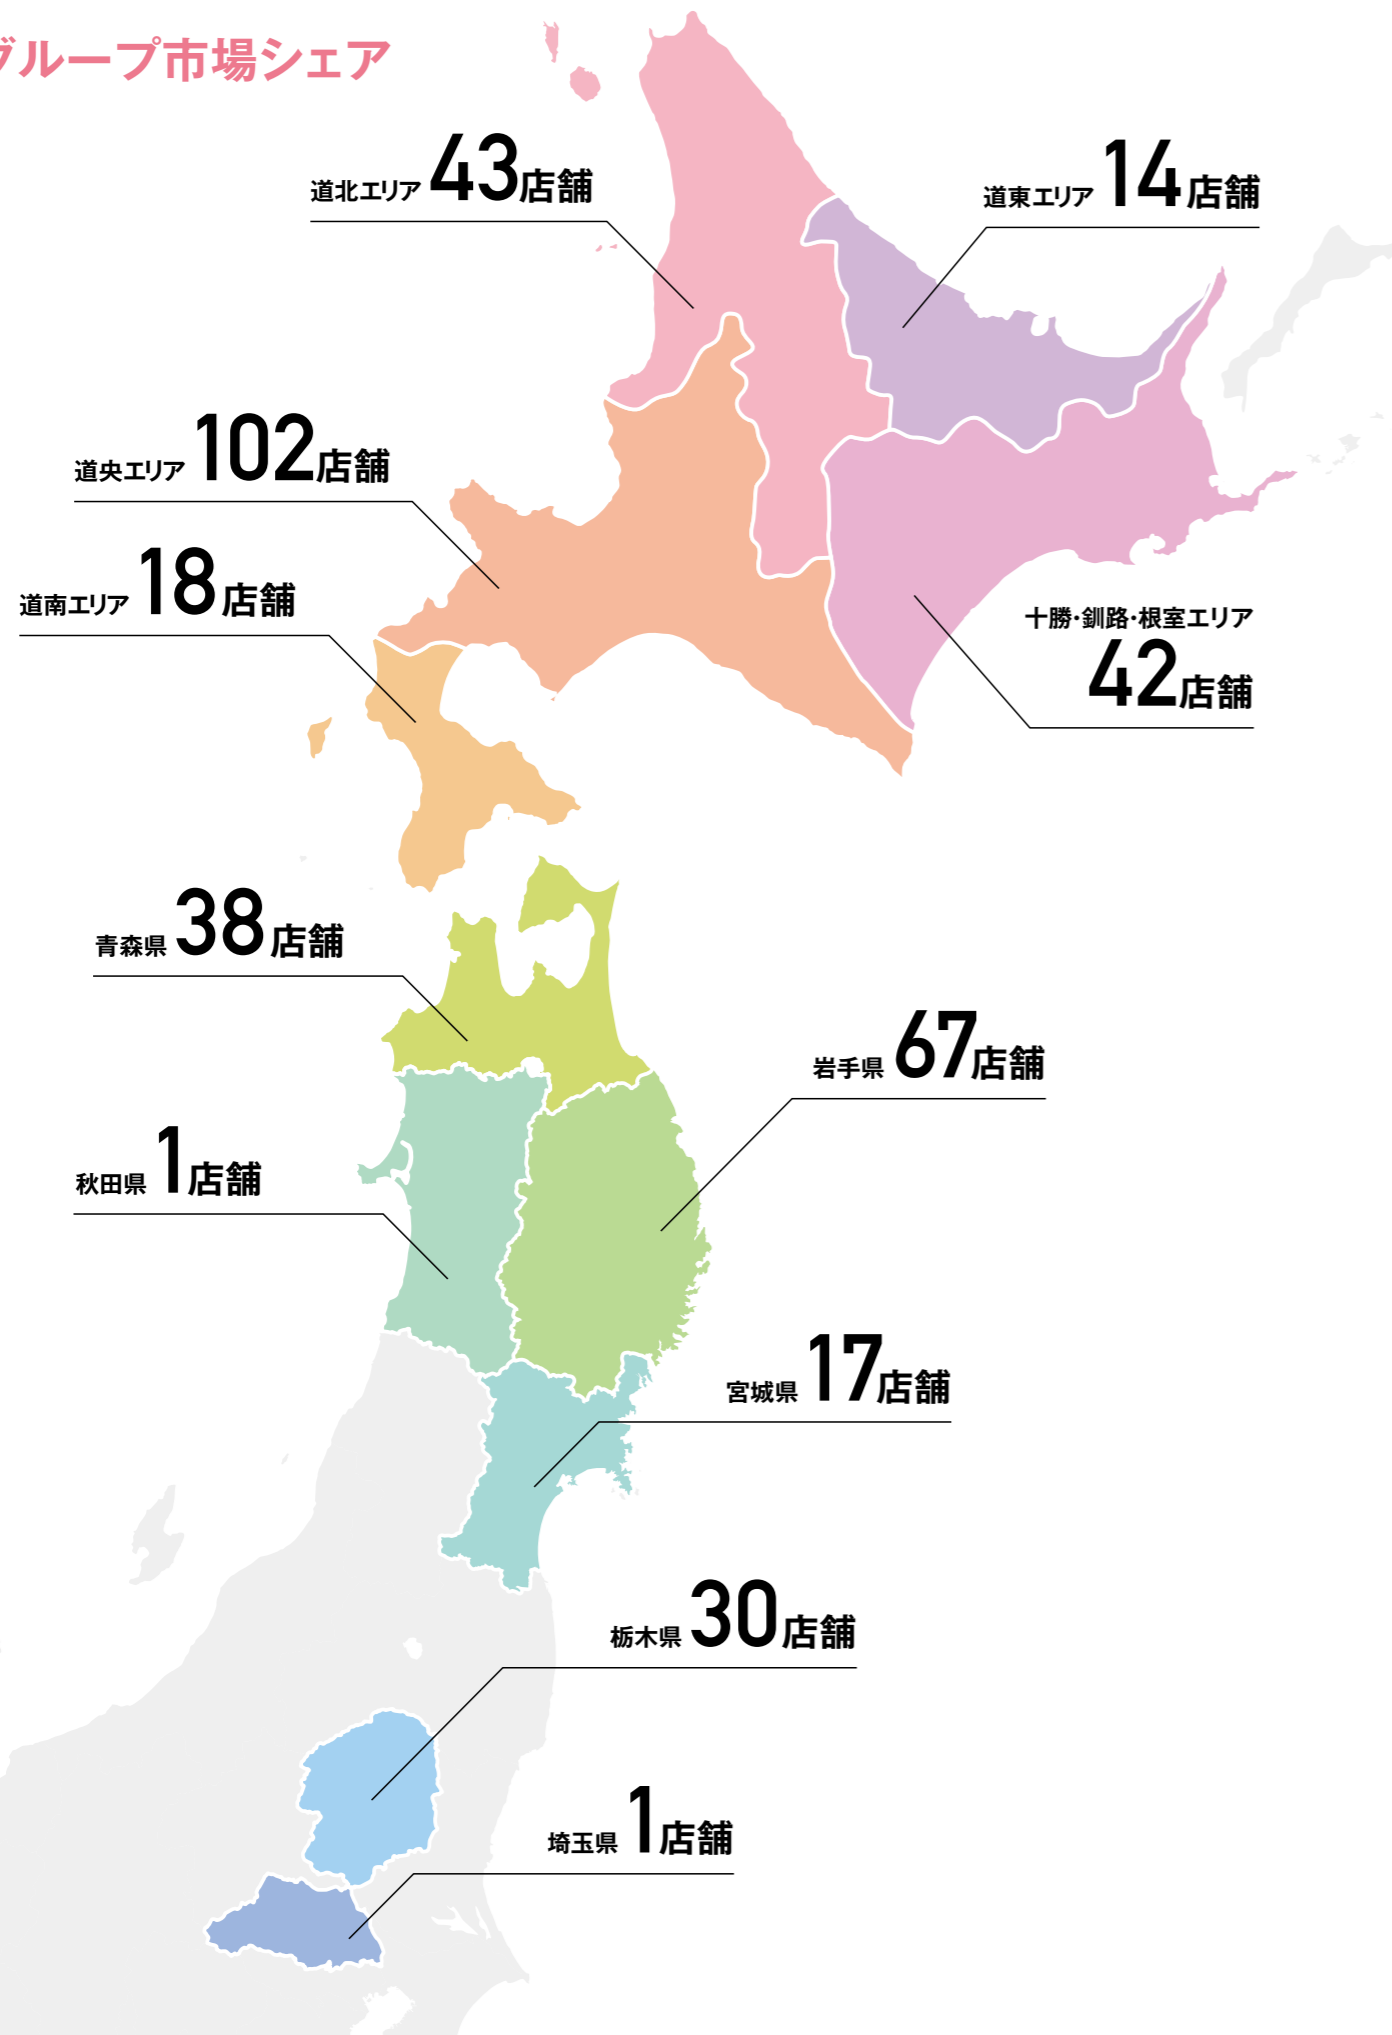 グループ市場シェア
道北エリア 43店舗
道東エリア 14店舗
道央エリア 102店舗
道南エリア 18店舗
十勝・釧路・根室エリア
42店舗
青森県 38店舗
岩手県 67店舗
秋田県 1店舗
宮城県 17店舗
栃木県 30店舗
埼玉県 1店舗